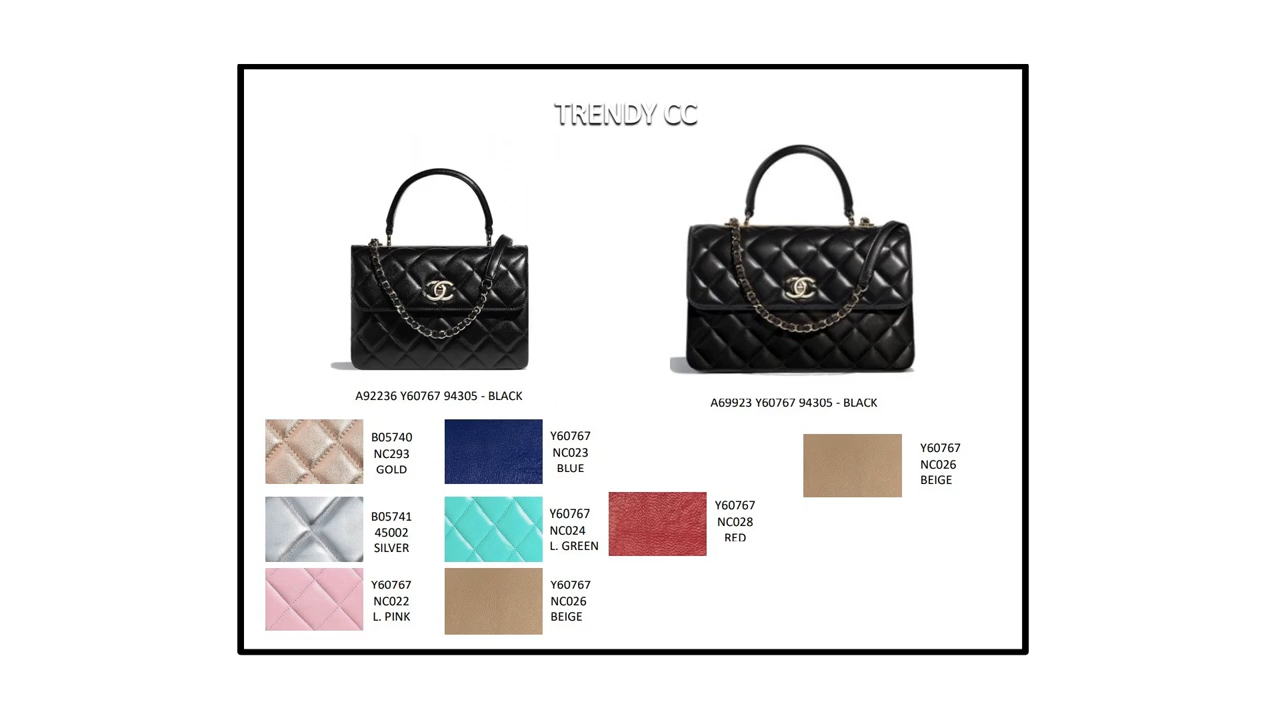 TRENDY CC
A92236 Y60767 94305 - BLACK
A69923 Y60767 94305 - BLACK
B05740
NC293
GOLD
Y60767
NC023
BLUE
Y60767
NC026
BEIGE
B05741
45002
SILVER
Y60767
NC024
L. GREEN
Y60767
NC028
RED
Y60767
NC022
L. PINK
Y60767
NC026
BEIGE